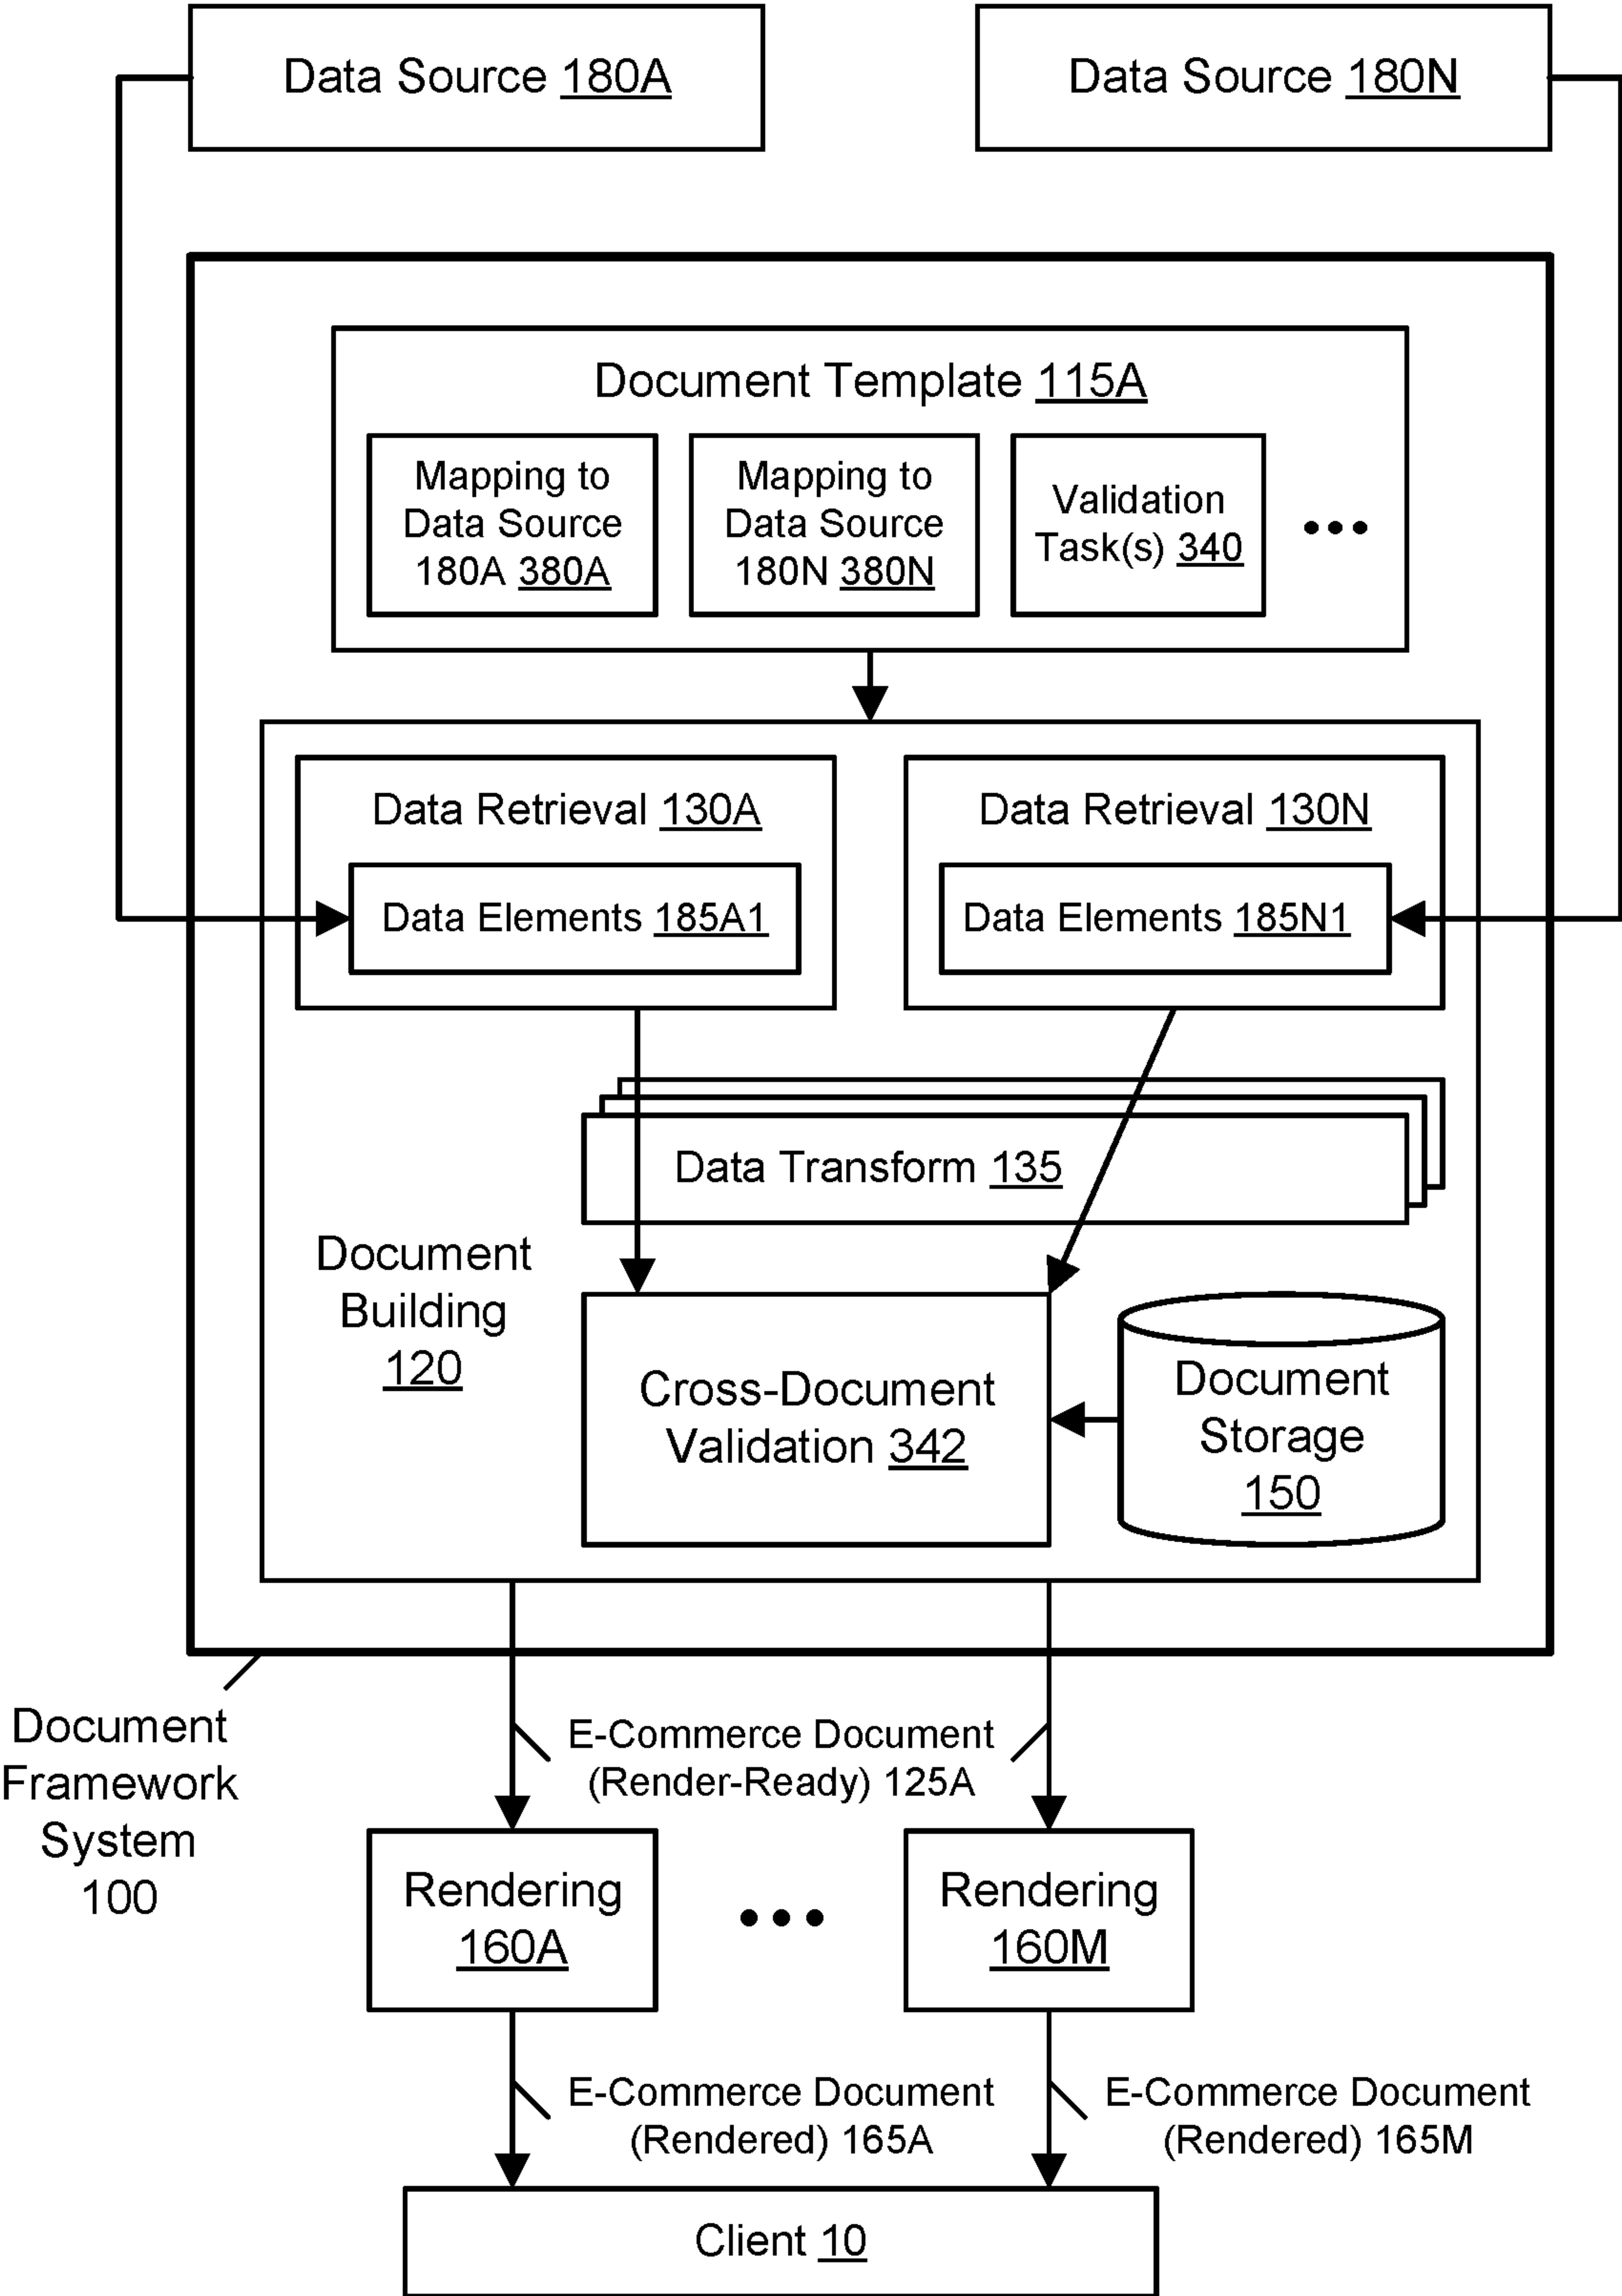 Data Source 180A
Data Source 180N
Document Template 115A
Mapping to
Data Source
180A 380A
Mapping to
Data Source
180N 380N
Validation
Task(s) 340
Data Retrieval 130A
Data Elements 185A1
Data Retrieval 130N
Data Elements 185N1
Data Transform 135
Document
Building
120
Cross-Document
Validation 342
Document
Storage
150
Document
Framework
System
100
E-Commerce Document
(Render-Ready) 125A
Rendering
160A
Rendering
160M
E-Commerce Document
(Rendered) 165A
E-Commerce Document
(Rendered) 165M
Client 10